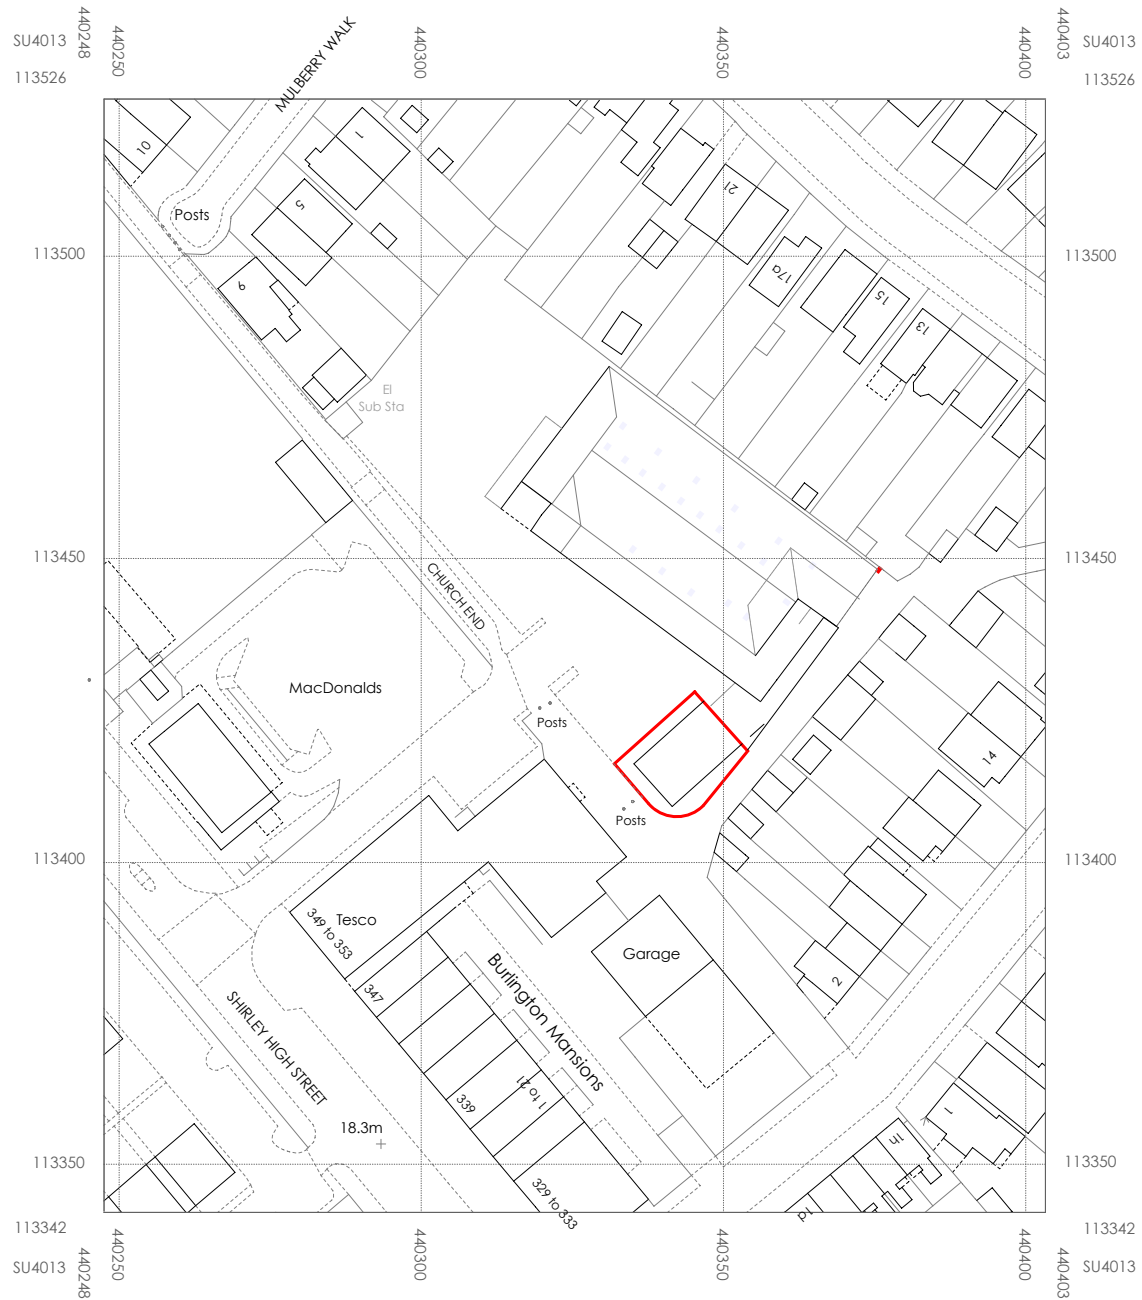 SU4013
113526
440248
440250
440300
440350
440400
440403
SU4013
113526
MULBERRY WALK
10
1
Posts
5
9
21
17a
15
13
113500
113500
El
Sub Sta
113450
113450
CHURCH END
MacDonalds
Posts
Posts
14
113400
113400
Tesco
349 to 353
347
Garage
Burlington Mansions
2
SHIRLEY HIGH STREET
339
1 to 21
18.3m
1
113350
113350
329 to 333
113342
SU4013
440248
440250
440300
440350
440400
440403
113342
SU4013